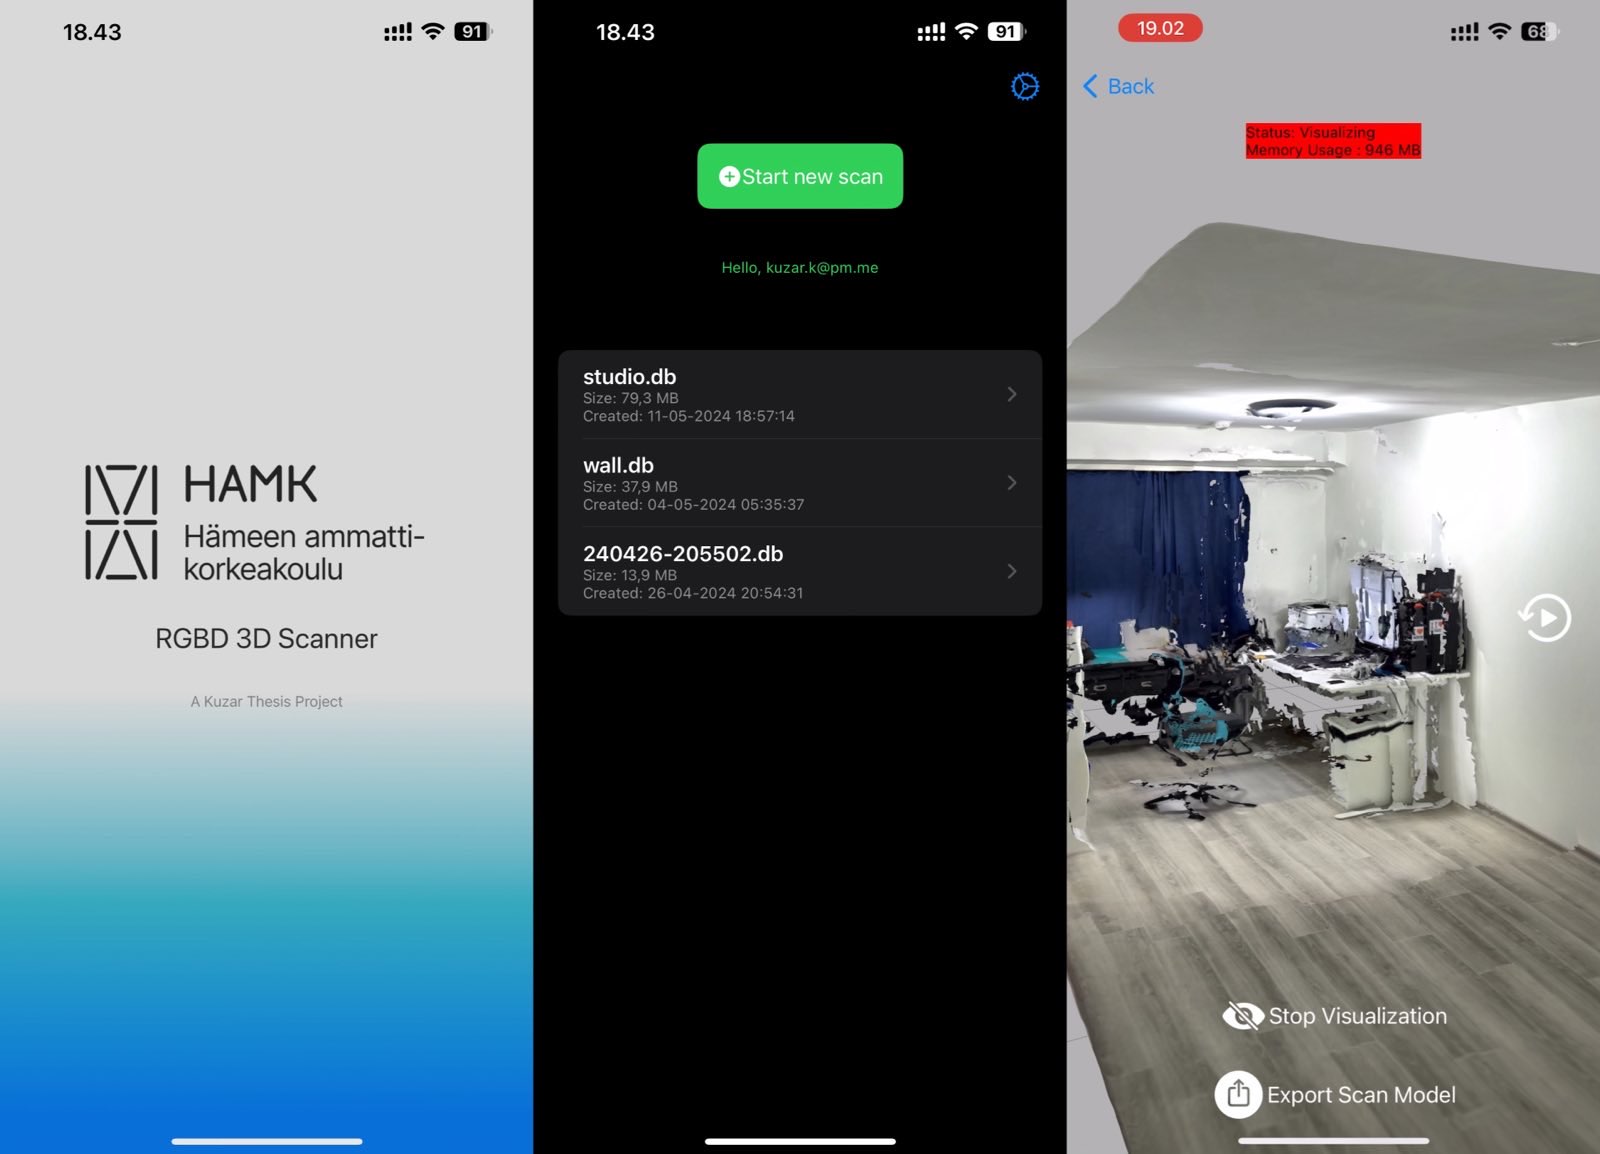 18.43
91
HAMK
Hämeen ammatti-
korkeakoulu
RGBD 3D Scanner
A Kuzar Thesis Project
18.43
91
Start new scan
Hello, kuzar.k@pm.me
studio.db
Size: 79,3 MB
Created: 11-05-2024 18:57:14
wall.db
Size: 37,9 MB
Created: 04-05-2024 05:35:37
240426-205502.db
Size: 13,9 MB
Created: 26-04-2024 20:54:31
19.02
68
Back
Status: Visualizing
Memory Usage : 946 MB
Stop Visualization
Export Scan Model